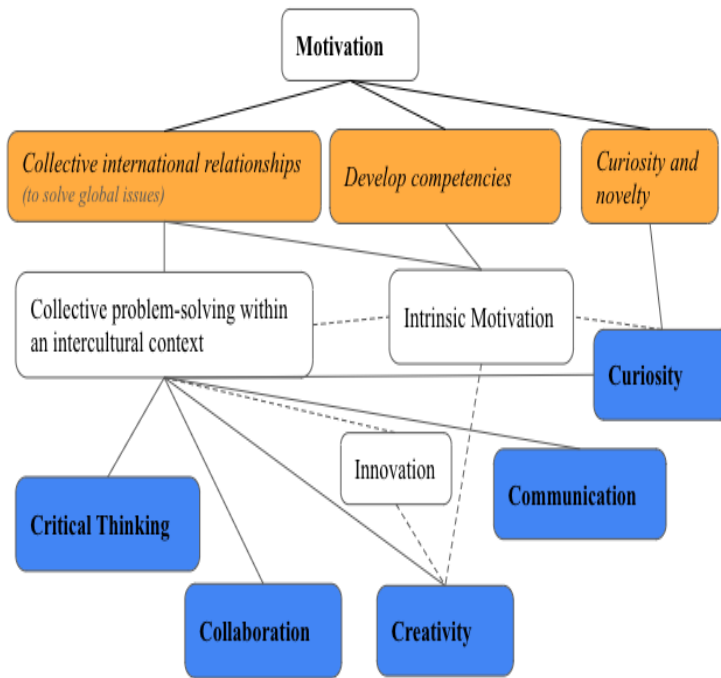 Motivation
Collective international relationships
(to solve global issues)
Develop competencies
Curiosity and
novelty
Collective problem-solving within
an intercultural context
Intrinsic Motivation
Curiosity
Innovation
Communication
Critical Thinking
Collaboration
Creativity